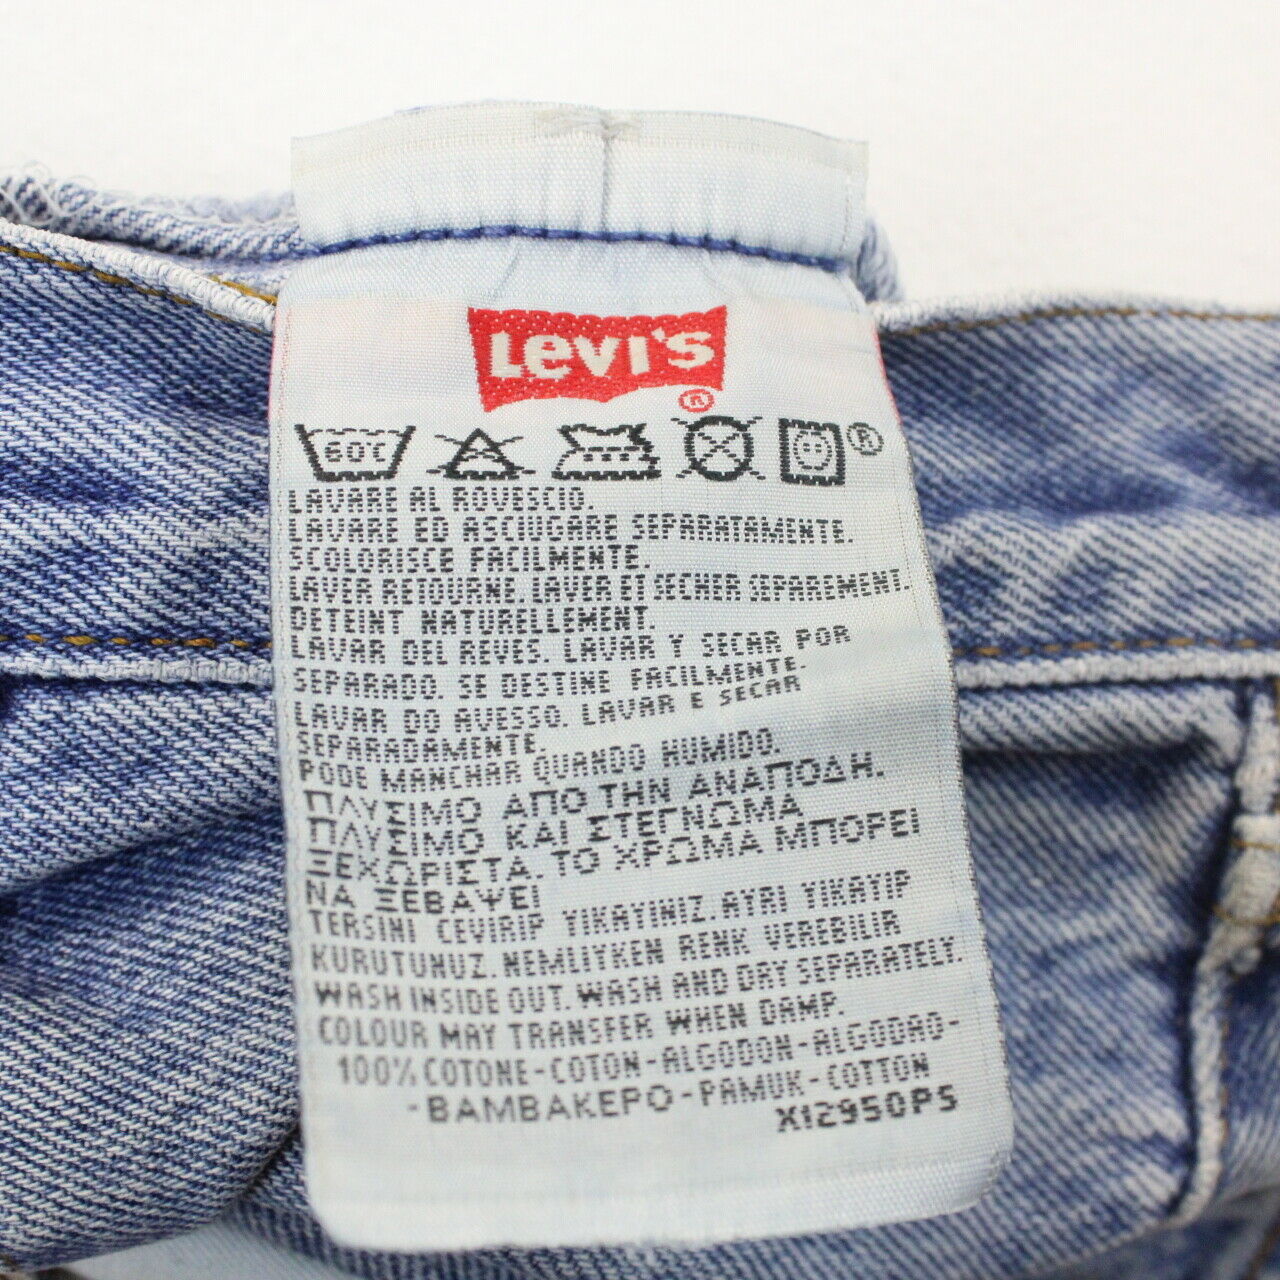 Levi's
®
60C ®
LAVARE AL ROVESCIO.
LAVARE ED ASCIUGARE SEPARATAMENTE.
SCOLORISCE FACILMENTE.
LAVER RETOURNE. LAVER ET SECHER SEPAREMENT.
DETEINT NATURELLEMENT.
LAVAR DEL REVES. LAVAR Y SECAR POR
SEPARADO. SE DESTINE FACILMENTE.
LAVAR DO AVESSO. LAVAR E SECAR
SEPARADAMENTE.
PODE MANCHAR QUANDO HUMIDO.
ΠΛΥΣΙΜΟ ΑΠΟ ΤΗΝ ΑΝΑΠΟΔΗ.
ΠΛΥΣΙΜΟ ΚΑΙ ΣΤΕΓΝΩΜΑ
ΞΕΧΩΡΙΣΤΑ. ΤΟ ΧΡΩΜΑ ΜΠΟΡΕΙ
ΝΑ ΞΕΒΑΨΕΙ
TERSINI CEVIRIP YIKAYINIZ. AYRI YIKAYIP
KURUTUNUZ. NEMLIYKEN RENK VEREBILIR
WASH INSIDE OUT. WASH AND DRY SEPARATELY.
COLOUR MAY TRANSFER WHEN DAMP.
100% COTONE-COTON-ALGODON-ALGODAO-
-ΒΑΜΒΑΚΕΡΟ-PAMUK-COTTON
X12950PS